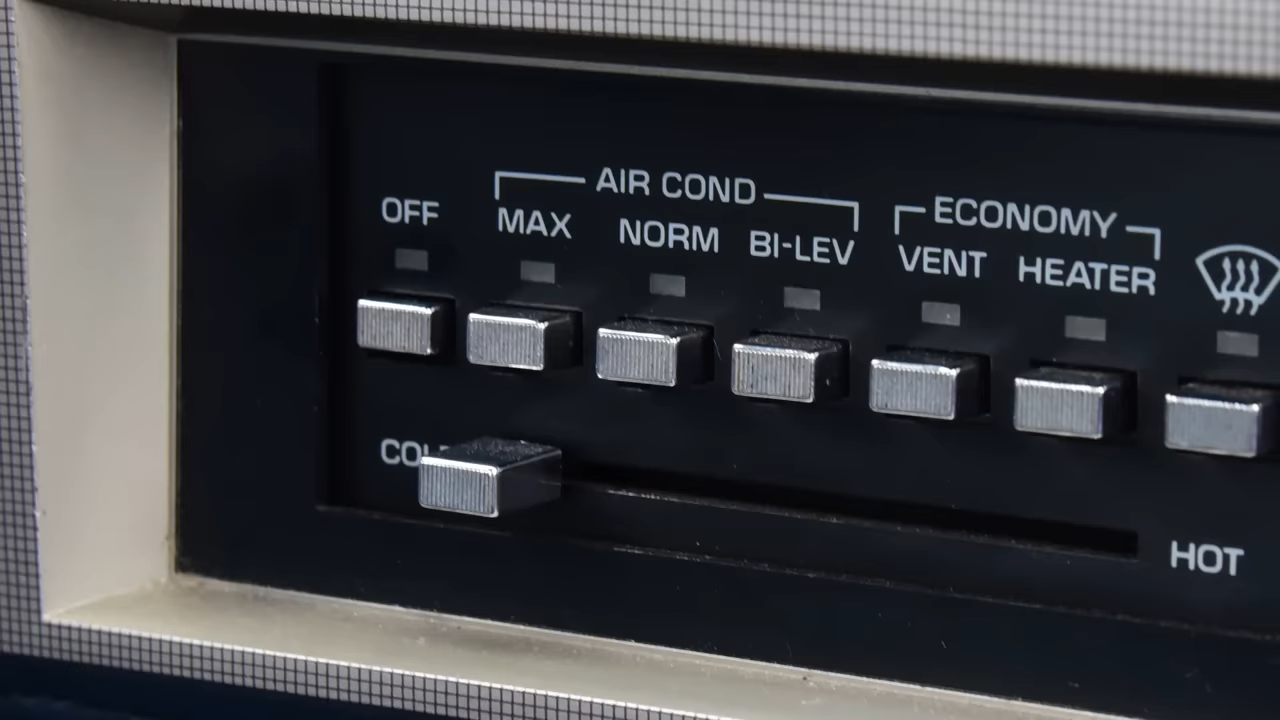 AIR COND
ECONOMY
OFF MAX NORM BI-LEV VENT HEATER
HOT